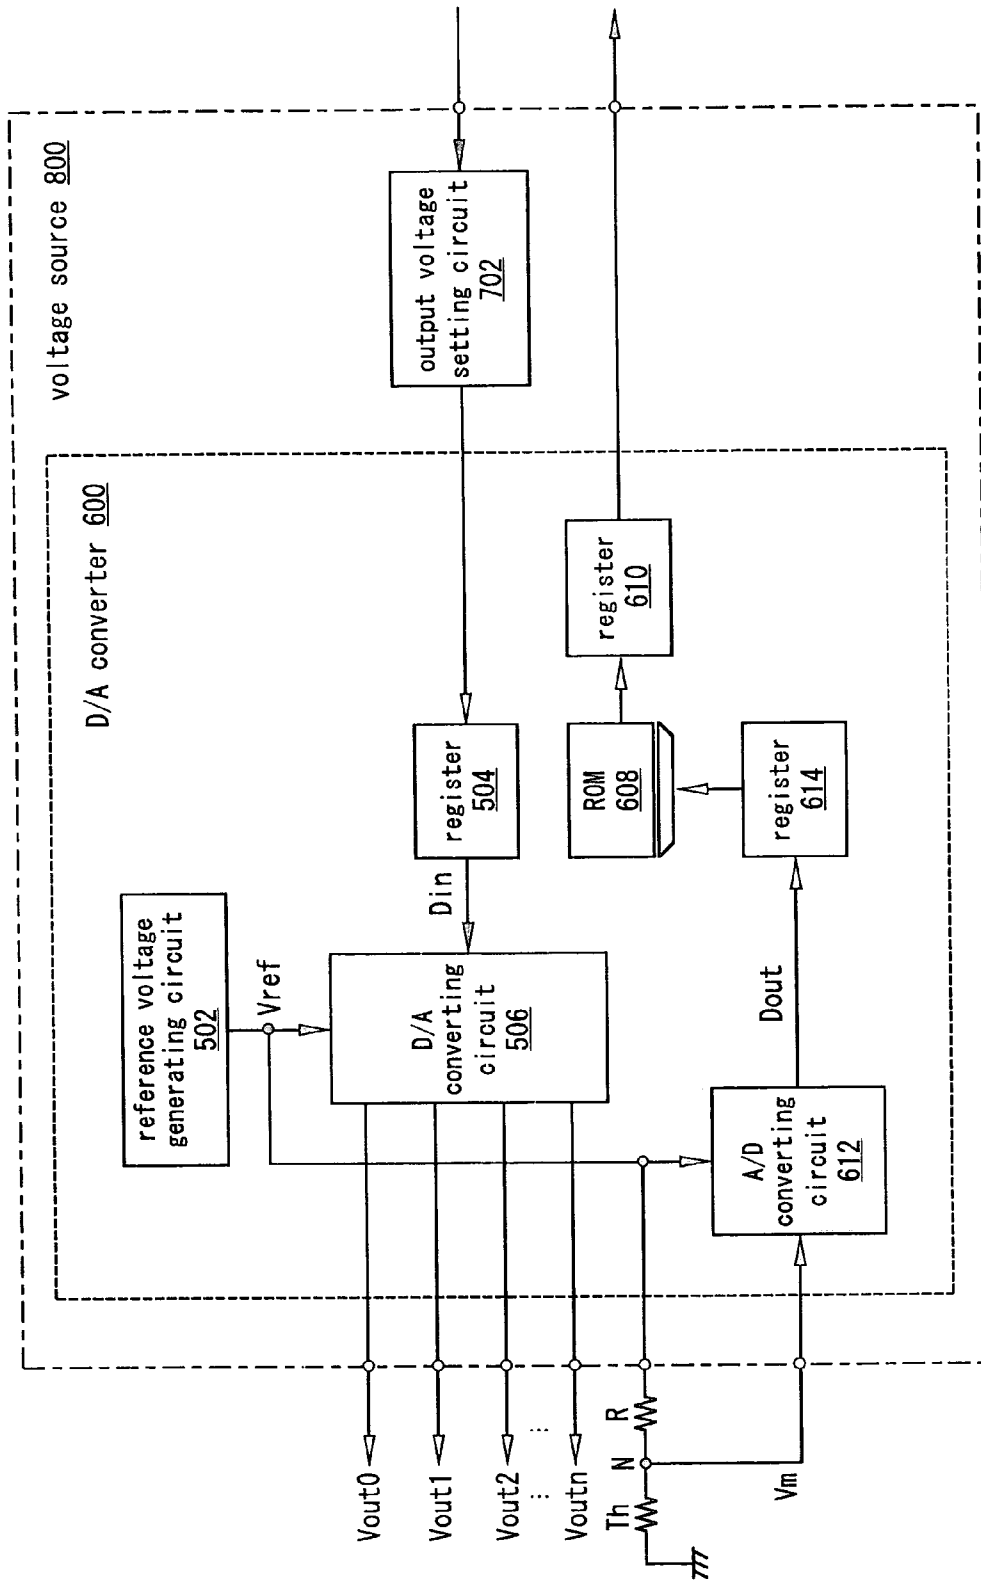 voltage source 800
D/A converter 600
reference voltage
generating circuit
502
Vref
D/A
converting
circuit
506
Din
register
504
output voltage
setting circuit
702
Vout0
Vout1
Vout2
Voutn
Th
N
R
Vm
A/D
converting
circuit
612
Dout
register
614
ROM
608
register
610